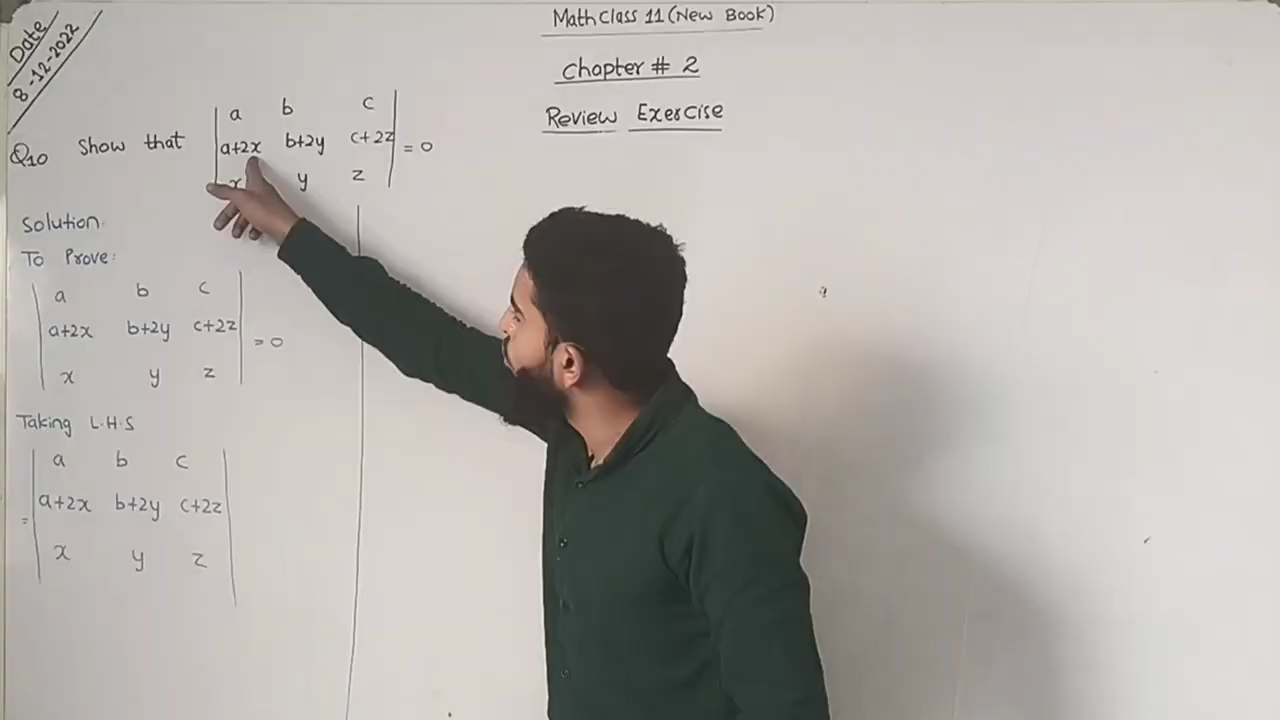 Date
8-12-2022
Math Class 11 (New Book)
Chapter # 2
Review Exercise
a b c
Q10 Show that a+2x b+2y c+2z = 0
x y z
Solution.
To Prove:
a b c
a+2x b+2y c+2z = 0
x y z
Taking L.H.S
a b c
= a+2x b+2y c+2z
x y z